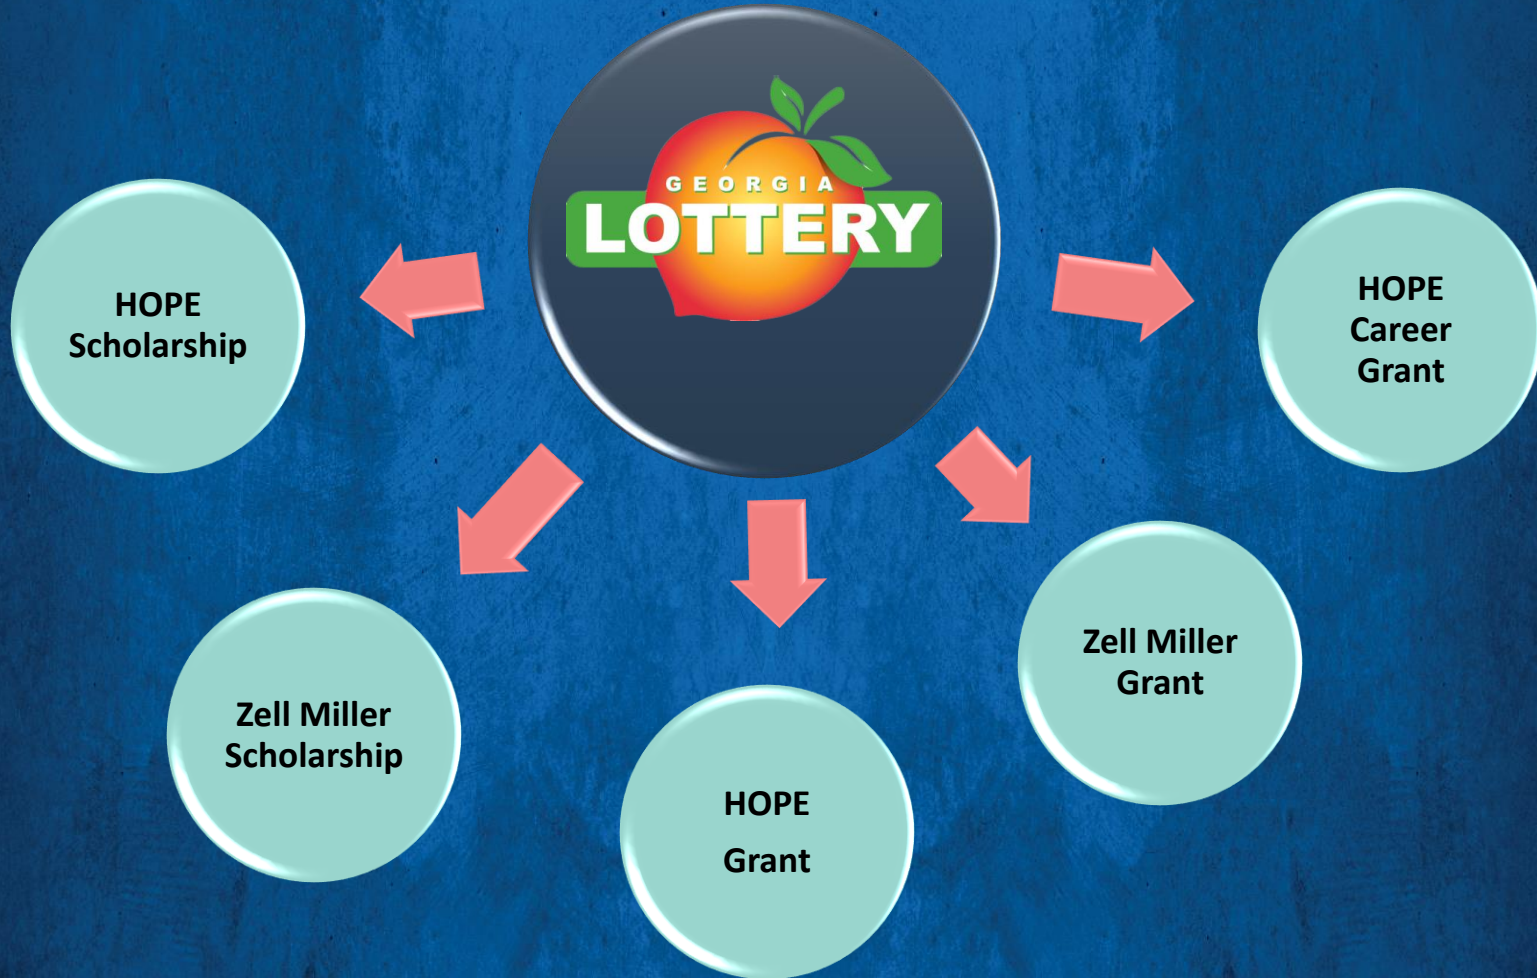 GEORGIA
LOTTERY
HOPE
Scholarship
Zell Miller
Scholarship
HOPE
Grant
Zell Miller
Grant
HOPE
Career
Grant